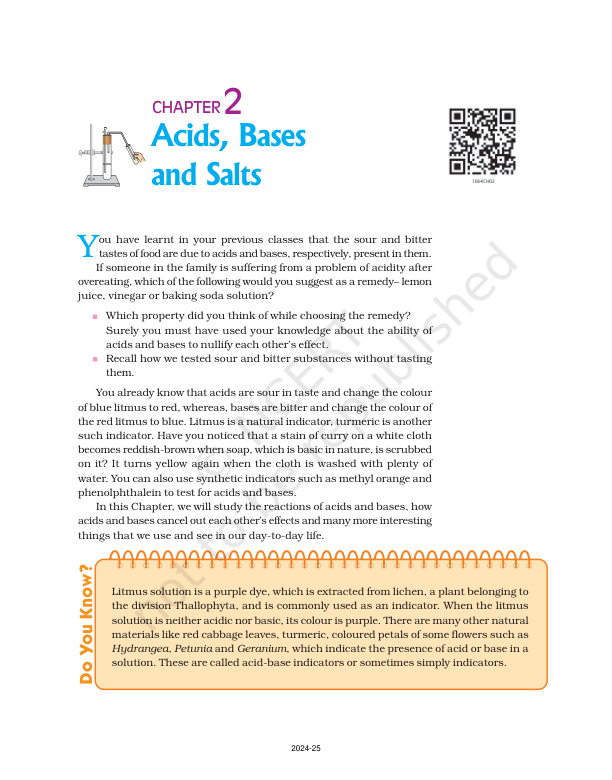 CHAPTER 2
Acids, Bases
and Salts
1064CH02
You have learnt in your previous classes that the sour and bitter
tastes of food are due to acids and bases, respectively, present in them.
If someone in the family is suffering from a problem of acidity after
overeating, which of the following would you suggest as a remedy– lemon
juice, vinegar or baking soda solution?
■ Which property did you think of while choosing the remedy?
Surely you must have used your knowledge about the ability of
acids and bases to nullify each other's effect.
■ Recall how we tested sour and bitter substances without tasting
them.
You already know that acids are sour in taste and change the colour
of blue litmus to red, whereas, bases are bitter and change the colour of
the red litmus to blue. Litmus is a natural indicator, turmeric is another
such indicator. Have you noticed that a stain of curry on a white cloth
becomes reddish-brown when soap, which is basic in nature, is scrubbed
on it? It turns yellow again when the cloth is washed with plenty of
water. You can also use synthetic indicators such as methyl orange and
phenolphthalein to test for acids and bases.
In this Chapter, we will study the reactions of acids and bases, how
acids and bases cancel out each other's effects and many more interesting
things that we use and see in our day-to-day life.
Do You Know?
Litmus solution is a purple dye, which is extracted from lichen, a plant belonging to
the division Thallophyta, and is commonly used as an indicator. When the litmus
solution is neither acidic nor basic, its colour is purple. There are many other natural
materials like red cabbage leaves, turmeric, coloured petals of some flowers such as
Hydrangea, Petunia and Geranium, which indicate the presence of acid or base in a
solution. These are called acid-base indicators or sometimes simply indicators.
© NCERT
not to be republished
2024-25